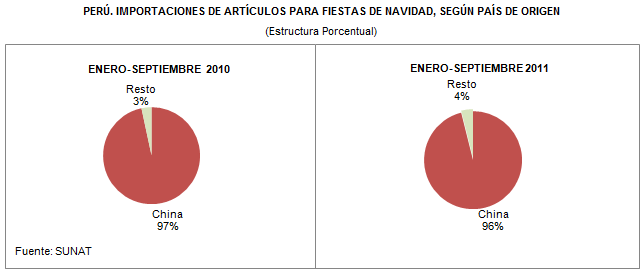 PERÚ. IMPORTACIONES DE ARTÍCULOS PARA FIESTAS DE NAVIDAD, SEGÚN PAÍS DE ORIGEN
(Estructura Porcentual)
ENERO-SEPTIEMBRE 2010
Resto
3%
China
97%
Fuente: SUNAT
ENERO-SEPTIEMBRE 2011
Resto
4%
China
96%